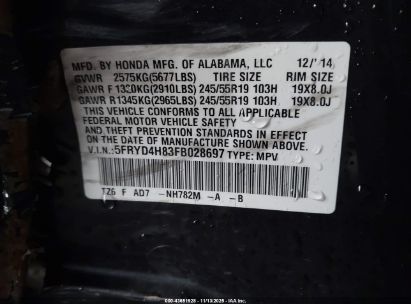 MFD. BY HONDA MFG. OF ALABAMA, LLC 12/'14
GVWR 2575KG(5677LBS) TIRE SIZE RIM SIZE
GAWR F 1320KG(2910LBS) 245/55R19 103H 19X8.0J
GAWR R 1345KG(2965LBS) 245/55R19 103H 19X8.0J
THIS VEHICLE CONFORMS TO ALL APPLICABLE
FEDERAL MOTOR VEHICLE SAFETY
AND THEFT PREVENTION STANDARDS IN EFFECT ON THE
DATE OF MANUFACTURE SHOWN ABOVE.
V.I.N.: 5FRYD4H83FB028697 TYPE: MPV
TZ6 F AD7 -NH782M -A -B